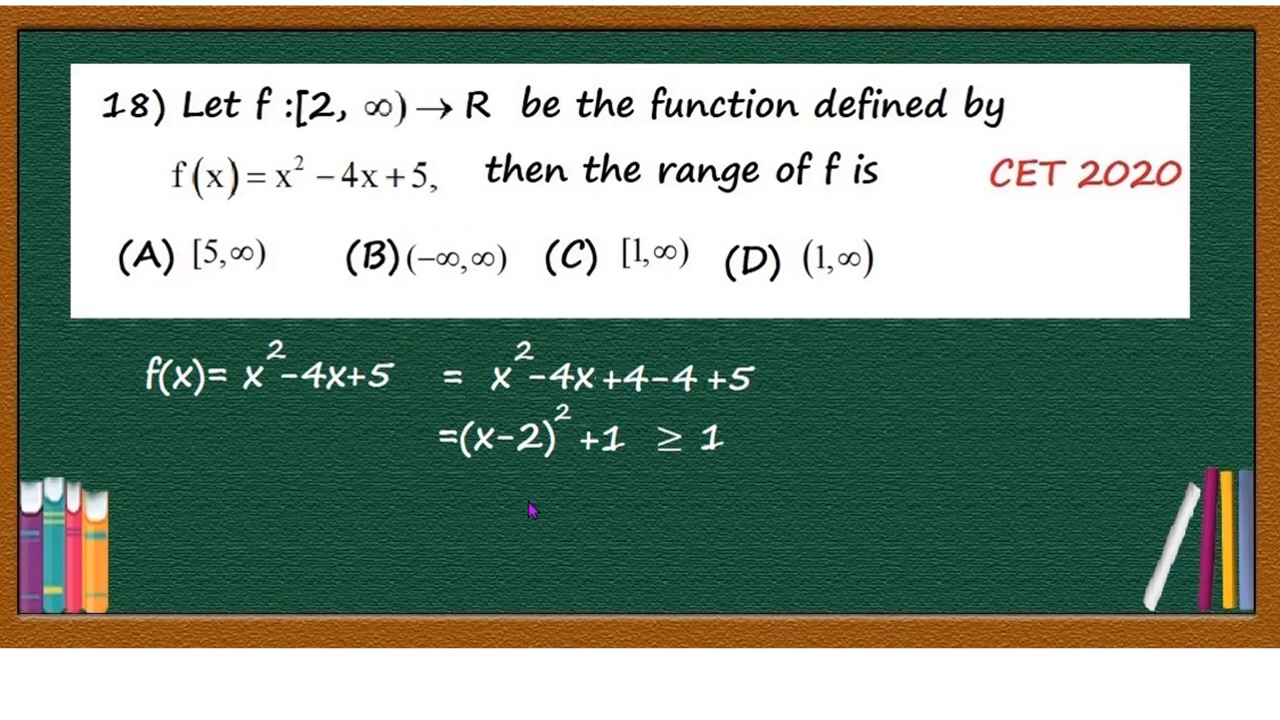 18) Let f :[2, ∞) → R be the function defined by
f(x) = x² − 4x + 5, then the range of f is CET 2020
(A) [5,∞) (B) (−∞,∞) (C) [1,∞) (D) (1,∞)
f(x)= x²-4x+5 = x²-4x+4-4+5
=(x-2)²+1 ≥ 1